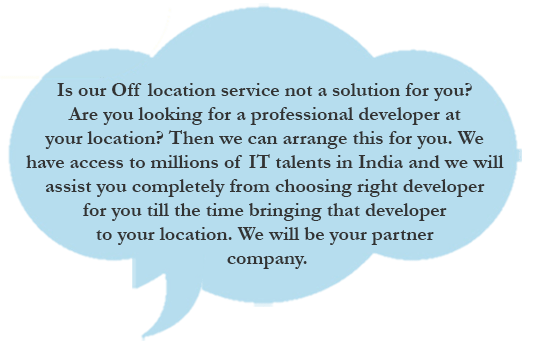 Is our Off location service not a solution for you?
Are you looking for a professional developer at
your location? Then we can arrange this for you. We
have access to millions of IT talents in India and we will
assist you completely from choosing right developer
for you till the time bringing that developer
to your location. We will be your partner
company.